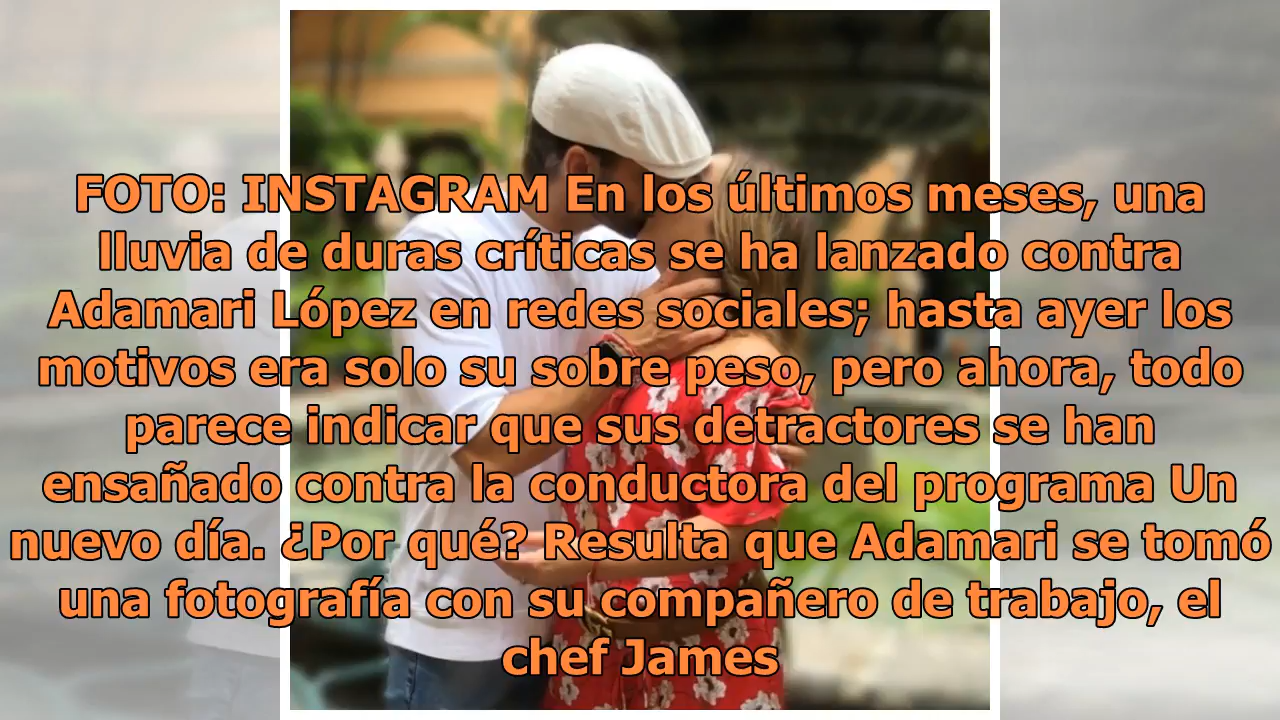 FOTO: INSTAGRAM En los últimos meses, una
lluvia de duras críticas se ha lanzado contra
Adamari López en redes sociales; hasta ayer los
motivos era solo su sobre peso, pero ahora, todo
parece indicar que sus detractores se han
ensañado contra la conductora del programa Un
nuevo día. ¿Por qué? Resulta que Adamari se tomó
una fotografía con su compañero de trabajo, el
chef James